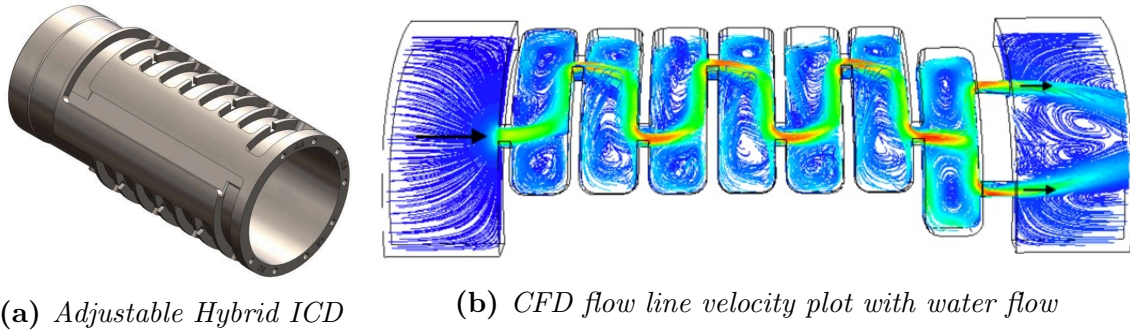 (a) Adjustable Hybrid ICD
(b) CFD flow line velocity plot with water flow